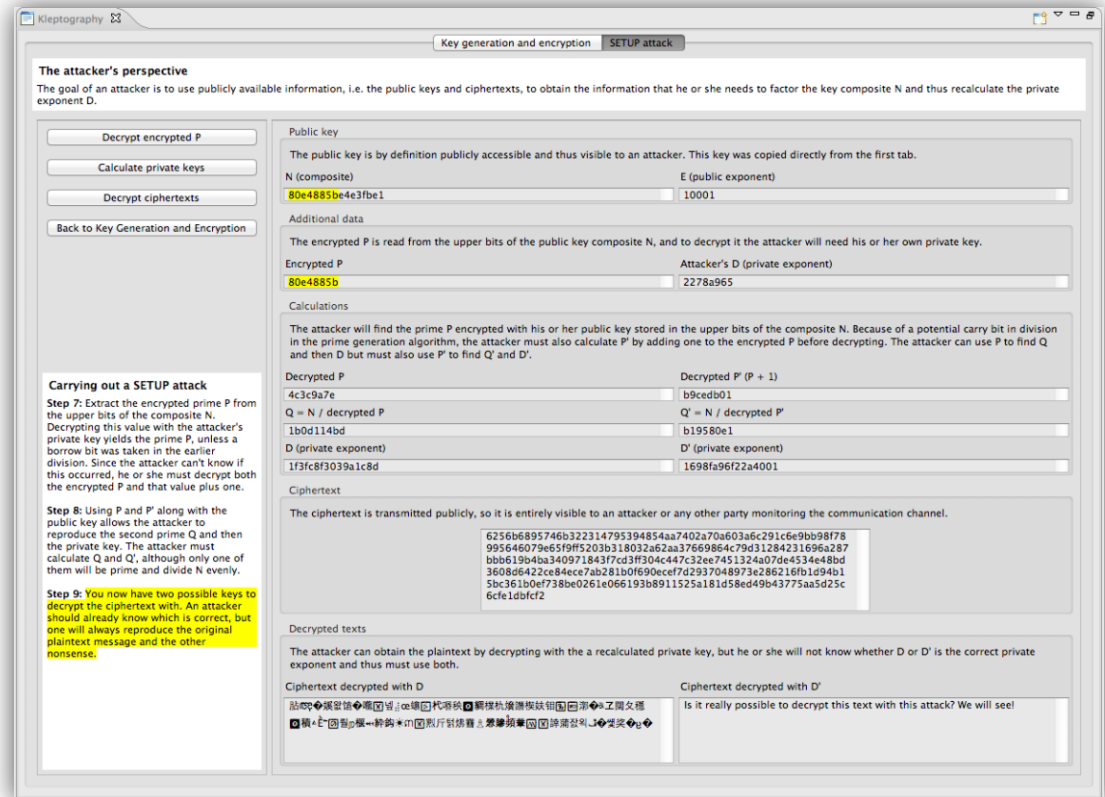 Kleptography
Key generation and encryption
SETUP attack
The attacker's perspective
The goal of an attacker is to use publicly available information, i.e. the public keys and ciphertexts, to obtain the information that he or she needs to factor the key composite N and thus recalculate the private
exponent D.
Decrypt encrypted P
Calculate private keys
Decrypt ciphertexts
Back to Key Generation and Encryption
Carrying out a SETUP attack
Step 7: Extract the encrypted prime P from
the upper bits of the composite N.
Decrypting this value with the attacker's
private key yields the prime P, unless a
borrow bit was taken in the earlier
division. Since the attacker can't know if
this occurred, he or she must decrypt both
the encrypted P and that value plus one.
Step 8: Using P and P' along with the
public key allows the attacker to
reproduce the second prime Q and then
the private key. The attacker must
calculate Q and Q', although only one of
them will be prime and divide N evenly.
Step 9: You now have two possible keys to
decrypt the ciphertext with. An attacker
should already know which is correct, but
one will always reproduce the original
plaintext message and the other
nonsense.
Public key
The public key is by definition publicly accessible and thus visible to an attacker. This key was copied directly from the first tab.
N (composite)
E (public exponent)
80e4885be4e3fbe1
10001
Additional data
The encrypted P is read from the upper bits of the public key composite N, and to decrypt it the attacker will need his or her own private key.
Encrypted P
Attacker's D (private exponent)
80e4885b
2278a965
Calculations
The attacker will find the prime P encrypted with his or her public key stored in the upper bits of the composite N. Because of a potential carry bit in division
in the prime generation algorithm, the attacker must also calculate P' by adding one to the encrypted P before decrypting. The attacker can use P to find Q
and then D but must also use P' to find Q' and D'.
Decrypted P
Decrypted P' (P + 1)
4c3c9a7e
b9cedb01
Q = N / decrypted P
Q' = N / decrypted P'
1b0d114bd
b19580e1
D (private exponent)
D' (private exponent)
1f3fc8f3039a1c8d
1698fa96f22a4001
Ciphertext
The ciphertext is transmitted publicly, so it is entirely visible to an attacker or any other party monitoring the communication channel.
6256b6895746b322314795394854aa7402a70a603a6c291c6e9bb98f78
995646079e65f9ff5203b318032a62aa37669864c79d31284231696a287
bbb619b4ba340971843f7cd3ff304c447c32ee7451324a07de4534e48bd
3608d6422ce84ece7ab281b0f690ecef7d2937048973e286216fb1d94b1
5bc361b0ef738be0261e066193b8911525a181d58ed49b43775aa5d25c
6cfe1dbfcf2
Decrypted texts
The attacker can obtain the plaintext by decrypting with the a recalculated private key, but he or she will not know whether D or D' is the correct private
exponent and thus must use both.
Ciphertext decrypted with D
Ciphertext decrypted with D'
Is it really possible to decrypt this text with this attack? We will see!